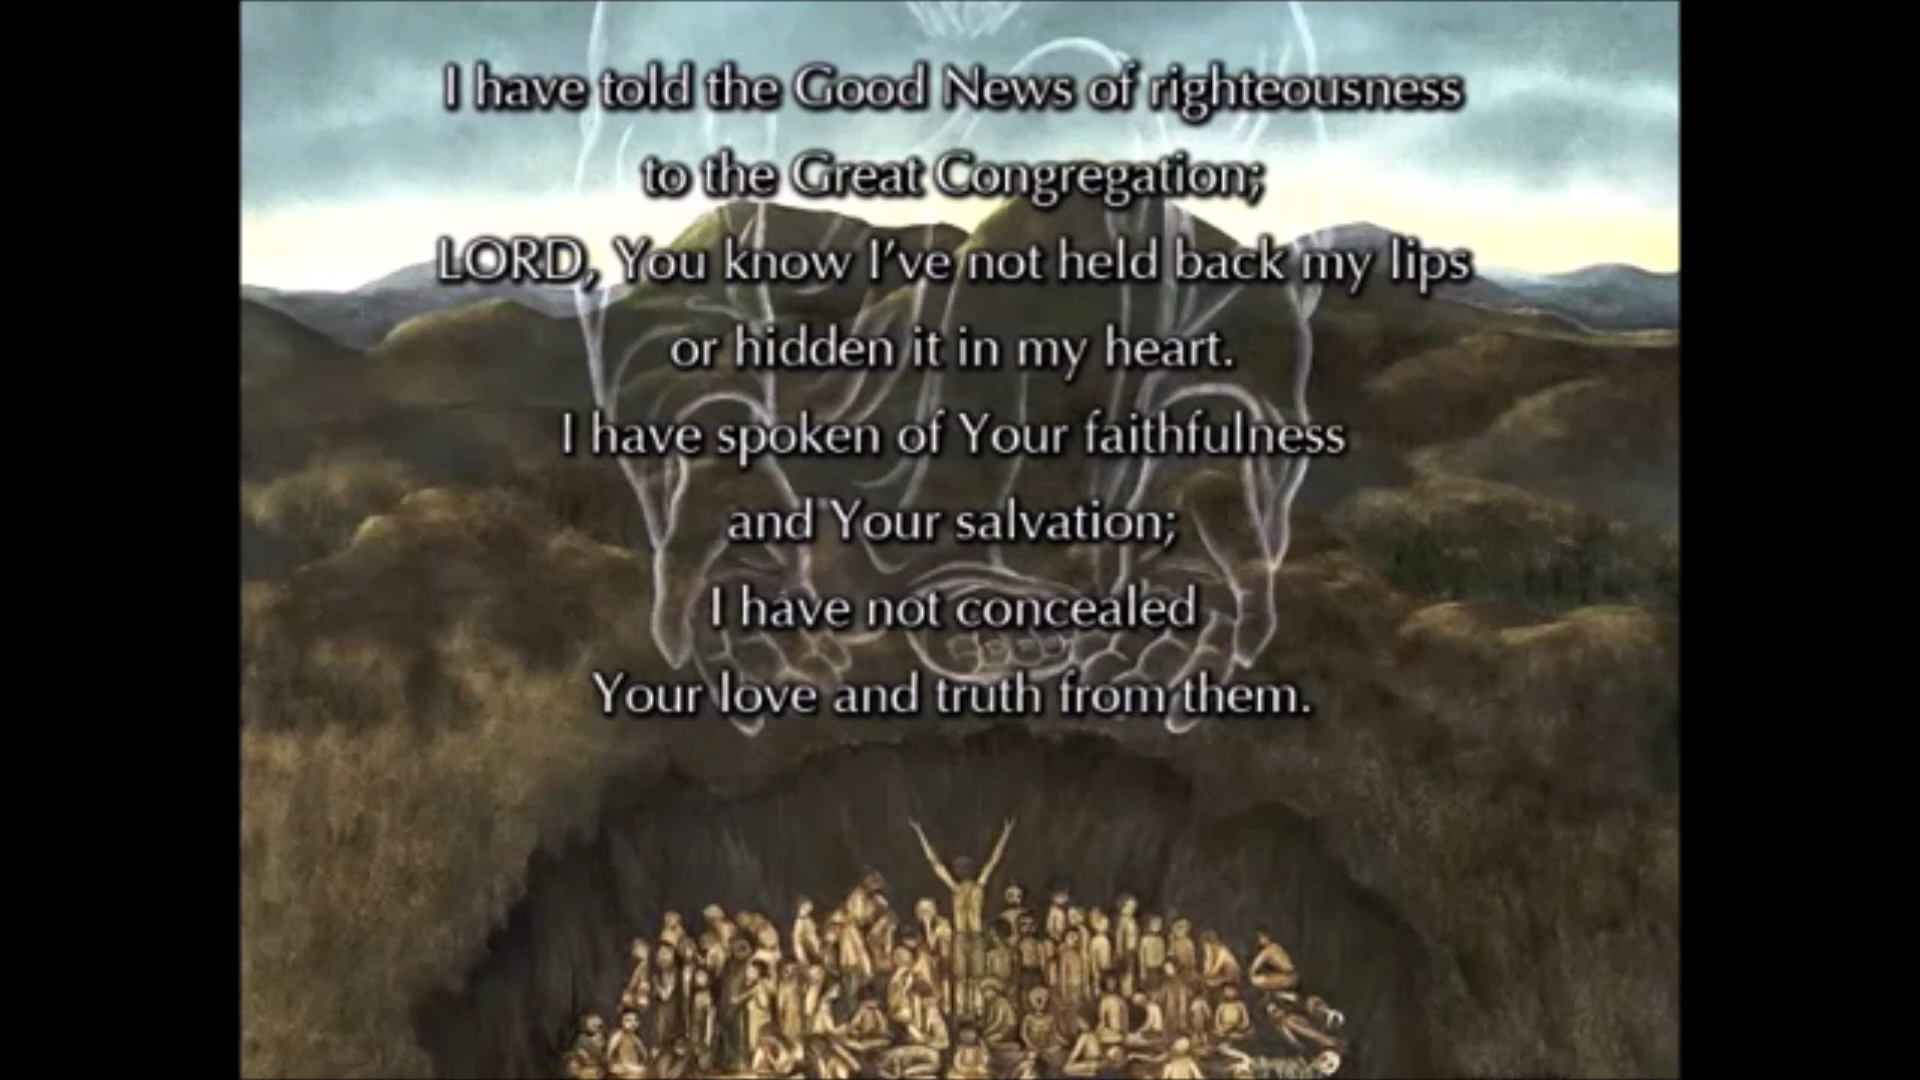 I have told the Good News of righteousness
to the Great Congregation;
LORD, You know I've not held back my lips
or hidden it in my heart.
I have spoken of Your faithfulness
and Your salvation;
I have not concealed
Your love and truth from them.